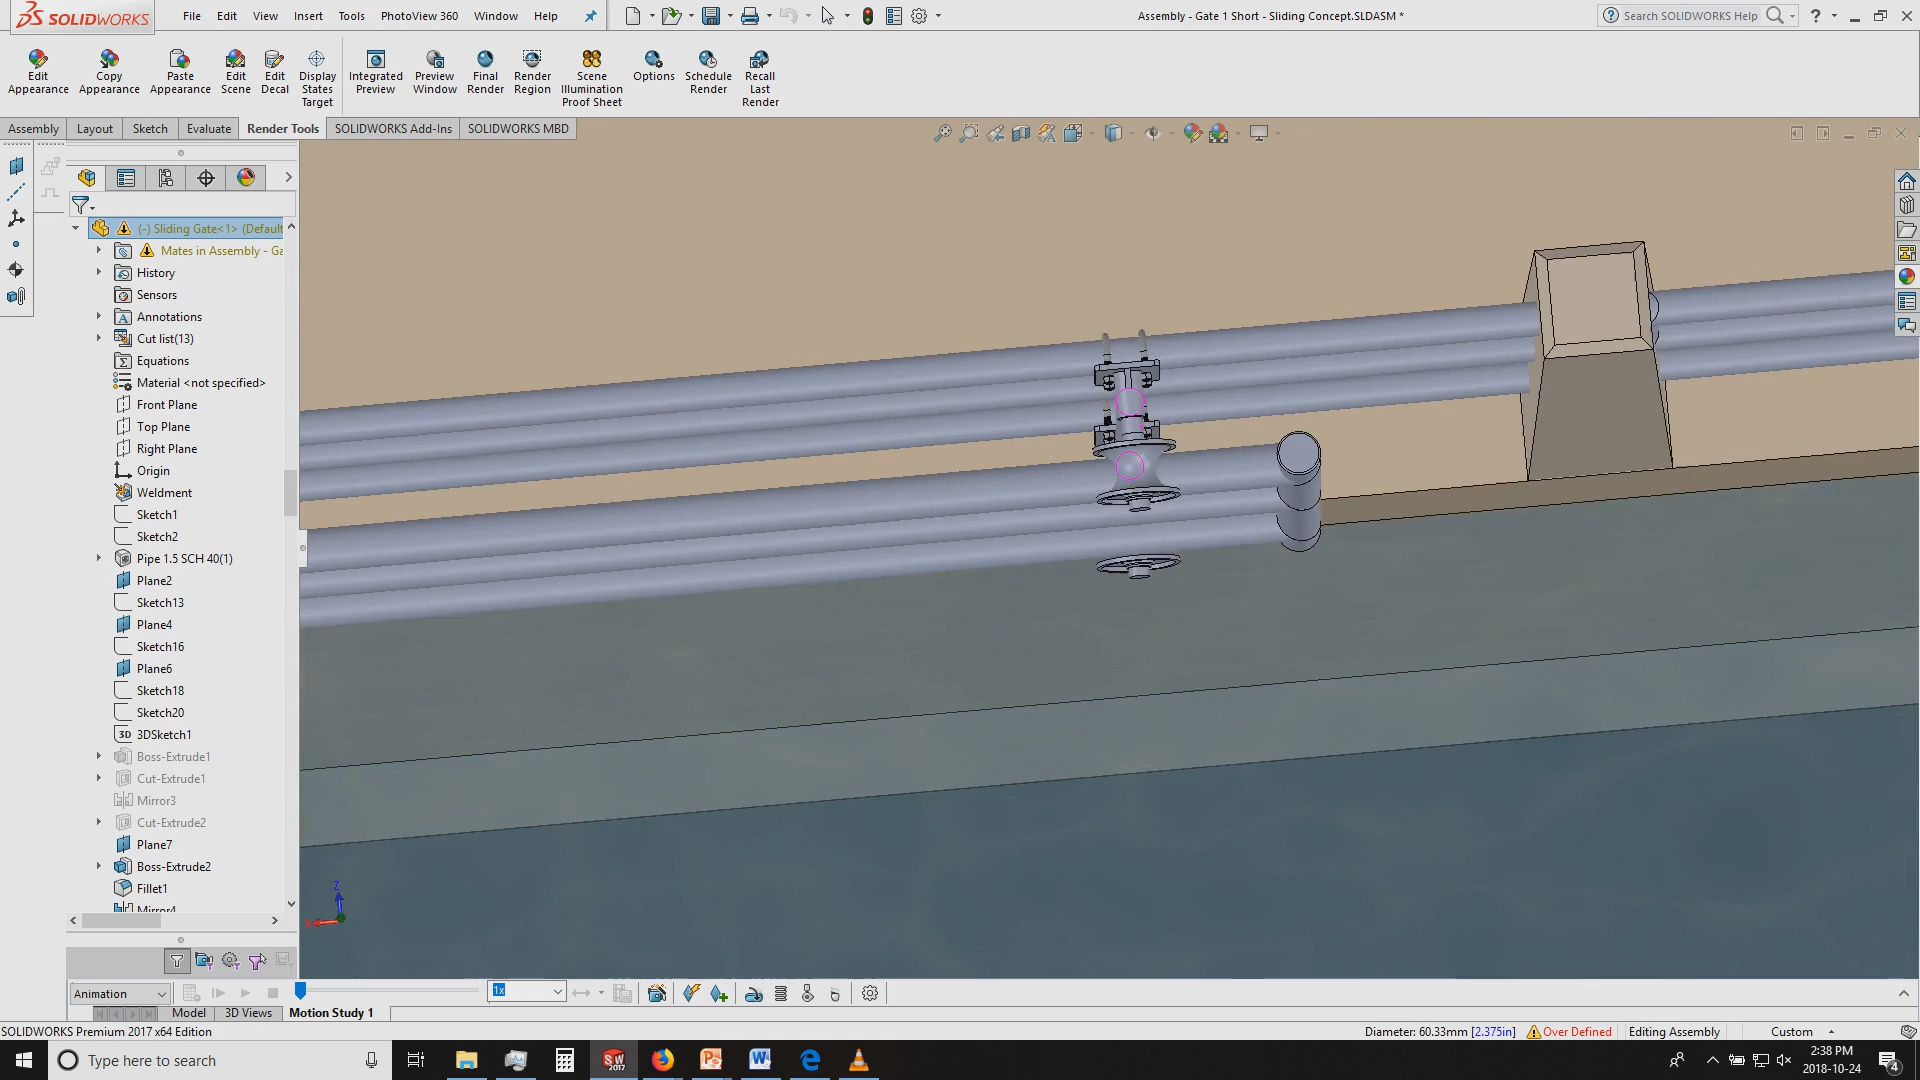 SOLIDWORKS File Edit View Insert Tools PhotoView 360 Window Help Assembly - Gate 1 Short - Sliding Concept.SLDASM * Search SOLIDWORKS Help ?
Edit Appearance
Copy Appearance
Paste Appearance
Edit Scene
Edit Decal
Display States Target
Integrated Preview
Preview Window
Final Render
Render Region
Scene Illumination Proof Sheet
Options
Schedule Render
Recall Last Render
Assembly Layout Sketch Evaluate Render Tools SOLIDWORKS Add-Ins SOLIDWORKS MBD
(-) Sliding Gate<1> (Default
Mates in Assembly - Ga
History
Sensors
Annotations
Cut list(13)
Equations
Material <not specified>
Front Plane
Top Plane
Right Plane
Origin
Weldment
Sketch1
Sketch2
Pipe 1.5 SCH 40(1)
Plane2
Sketch13
Plane4
Sketch16
Plane6
Sketch18
Sketch20
3D 3DSketch1
Boss-Extrude1
Cut-Extrude1
Mirror3
Cut-Extrude2
Plane7
Boss-Extrude2
Fillet1
Mirror4
Z
Animation 1x
Model 3D Views Motion Study 1
SOLIDWORKS Premium 2017 x64 Edition Diameter: 60.33mm [2.375in] Over Defined Editing Assembly Custom
Type here to search SW 2017 2:38 PM
2018-10-24 4